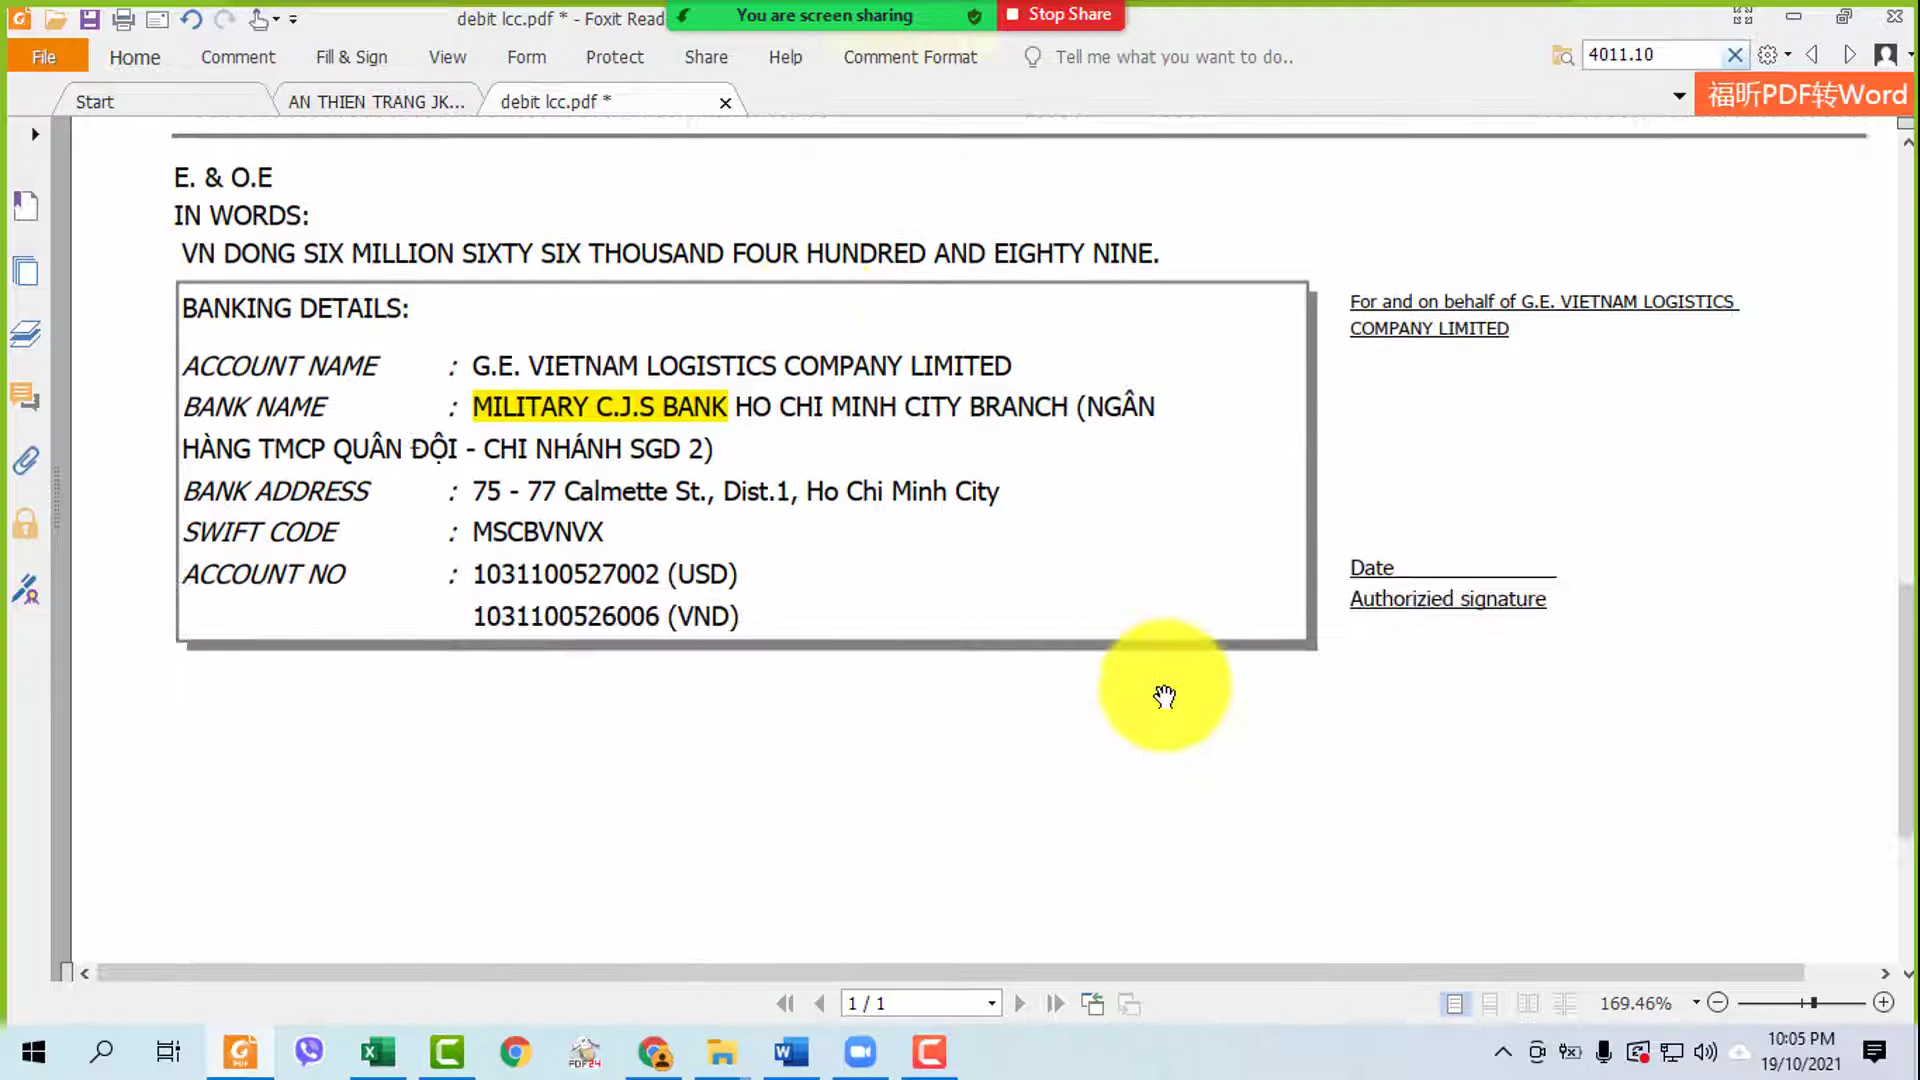 debit lcc.pdf * - Foxit Read
You are screen sharing
Stop Share
File
Home
Comment
Fill & Sign
View
Form
Protect
Share
Help
Comment Format
Tell me what you want to do..
4011.10
Start
AN THIEN TRANG JK...
debit lcc.pdf *
福昕PDF转Word
E. & O.E
IN WORDS:
VN DONG SIX MILLION SIXTY SIX THOUSAND FOUR HUNDRED AND EIGHTY NINE.
BANKING DETAILS:
ACCOUNT NAME : G.E. VIETNAM LOGISTICS COMPANY LIMITED
BANK NAME : MILITARY C.J.S BANK HO CHI MINH CITY BRANCH (NGÂN
HÀNG TMCP QUÂN ĐỘI - CHI NHÁNH SGD 2)
BANK ADDRESS : 75 - 77 Calmette St., Dist.1, Ho Chi Minh City
SWIFT CODE : MSCBVNVX
ACCOUNT NO : 1031100527002 (USD)
1031100526006 (VND)
For and on behalf of G.E. VIETNAM LOGISTICS
COMPANY LIMITED
Date
Authorizied signature
1 / 1
169.46%
PDF24
10:05 PM
19/10/2021